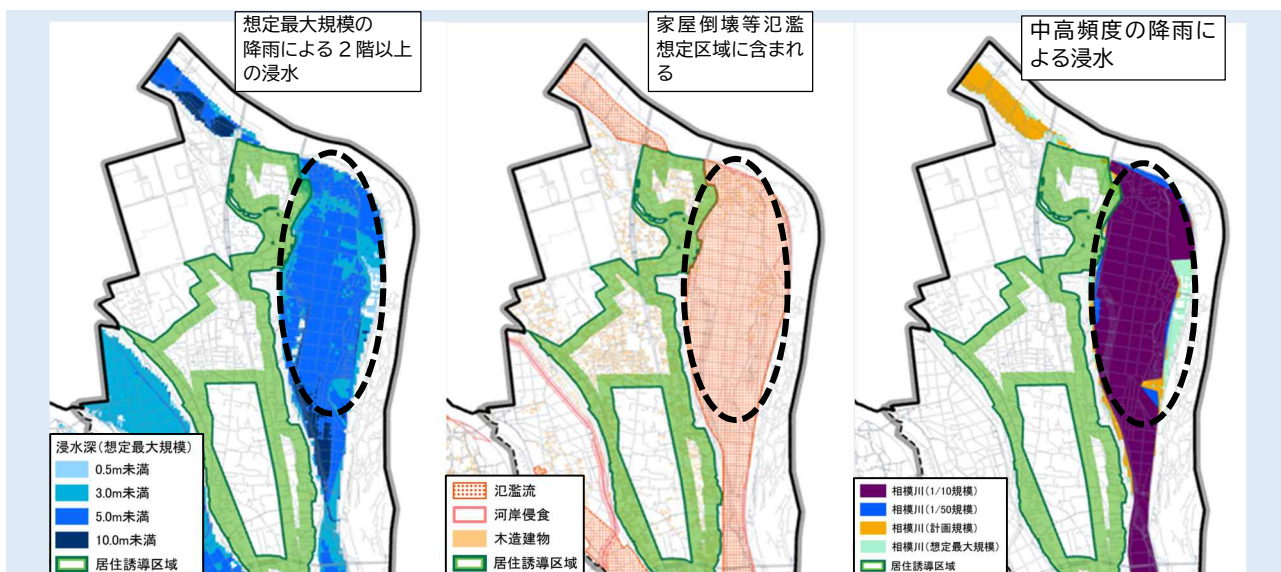 想定最大規模の
降雨による2階以上
の浸水
浸水深(想定最大規模)
0.5m未満
3.0m未満
5.0m未満
10.0m未満
居住誘導区域
家屋倒壊等氾濫
想定区域に含まれ
る
氾濫流
河岸侵食
木造建物
居住誘導区域
中高頻度の降雨に
よる浸水
相模川(1/10規模)
相模川(1/50規模)
相模川(計画規模)
相模川(想定最大規模)
居住誘導区域